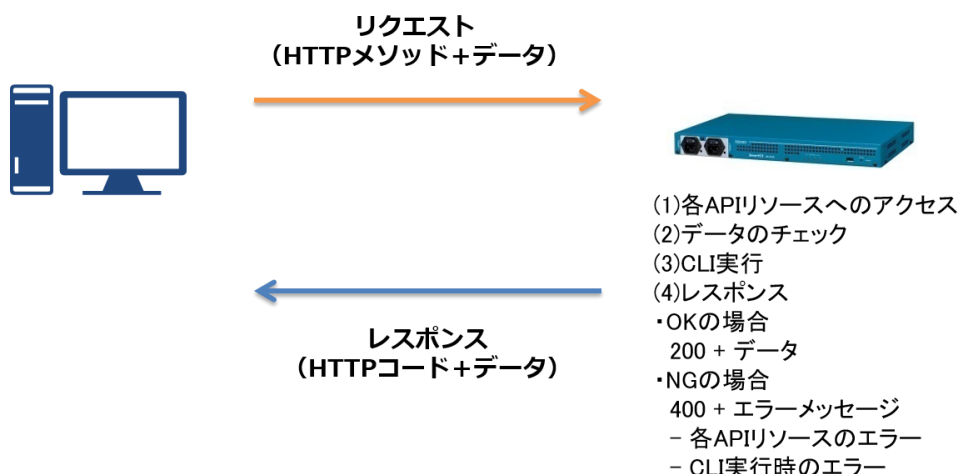 リクエスト
（HTTPメソッド＋データ）
(1)各APIリソースへのアクセス
(2)データのチェック
(3)CLI実行
(4)レスポンス
・OKの場合
200 + データ
・NGの場合
400 + エラーメッセージ
- 各APIリソースのエラー
- CLI実行時のエラー
レスポンス
（HTTPコード＋データ）